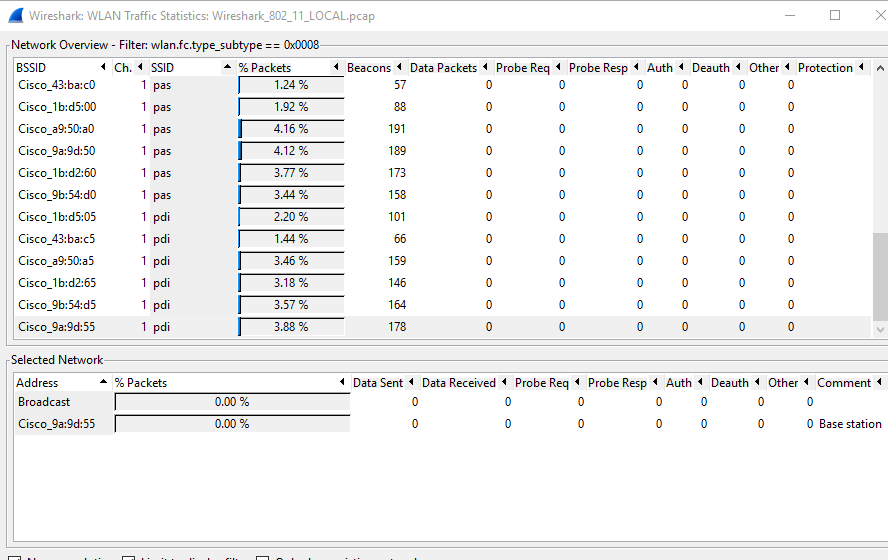 Wireshark: WLAN Traffic Statistics: Wireshark_802_11_LOCAL.pcap
Network Overview - Filter: wlan.fc.type_subtype == 0x0008
BSSID Ch. SSID % Packets Beacons Data Packets Probe Req Probe Resp Auth Deauth Other Protection
Cisco_43:ba:c0 1 pas 1.24 % 57 0 0 0 0 0 0
Cisco_1b:d5:00 1 pas 1.92 % 88 0 0 0 0 0 0
Cisco_a9:50:a0 1 pas 4.16 % 191 0 0 0 0 0 0
Cisco_9a:9d:50 1 pas 4.12 % 189 0 0 0 0 0 0
Cisco_1b:d2:60 1 pas 3.77 % 173 0 0 0 0 0 0
Cisco_9b:54:d0 1 pas 3.44 % 158 0 0 0 0 0 0
Cisco_1b:d5:05 1 pdi 2.20 % 101 0 0 0 0 0 0
Cisco_43:ba:c5 1 pdi 1.44 % 66 0 0 0 0 0 0
Cisco_a9:50:a5 1 pdi 3.46 % 159 0 0 0 0 0 0
Cisco_1b:d2:65 1 pdi 3.18 % 146 0 0 0 0 0 0
Cisco_9b:54:d5 1 pdi 3.57 % 164 0 0 0 0 0 0
Cisco_9a:9d:55 1 pdi 3.88 % 178 0 0 0 0 0 0
Selected Network
Address % Packets Data Sent Data Received Probe Req Probe Resp Auth Deauth Other Comment
Broadcast 0.00 % 0 0 0 0 0 0 0
Cisco_9a:9d:55 0.00 % 0 0 0 0 0 0 0 Base station